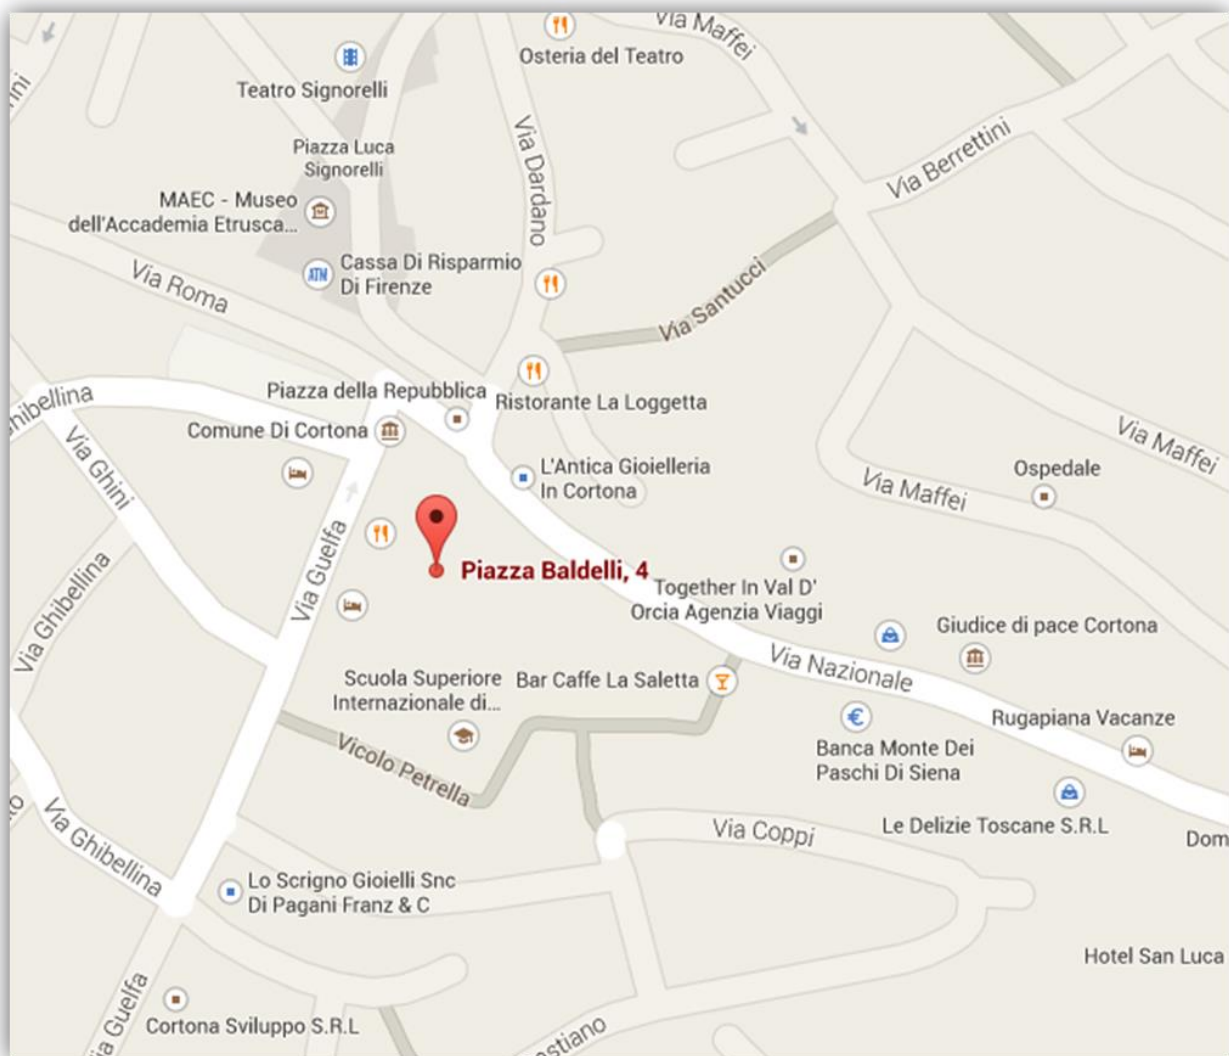 Via Maffei
Osteria del Teatro
Teatro Signorelli
Via Dardano
Piazza Luca
Signorelli
Via Berrettini
MAEC - Museo
dell'Accademia Etrusca...
ATM
Cassa Di Risparmio
Di Firenze
Via Roma
Via Santucci
Piazza della Repubblica
Ristorante La Loggetta
Ghibellina
Comune Di Cortona
Via Ghini
L'Antica Gioielleria
In Cortona
Via Maffei
Ospedale
Via Maffei
Via Guelfa
Piazza Baldelli, 4
Via Ghibellina
Together In Val D'
Orcia Agenzia Viaggi
Giudice di pace Cortona
Via Nazionale
Scuola Superiore
Internazionale di...
Bar Caffe La Saletta
€
Rugapiana Vacanze
Banca Monte Dei
Paschi Di Siena
Vicolo Petrella
Via Ghibellina
Via Coppi
Le Delizie Toscane S.R.L
Dom
Lo Scrigno Gioielli Snc
Di Pagani Franz & C
Hotel San Luca
ia Guelfa
Cortona Sviluppo S.R.L
stiano